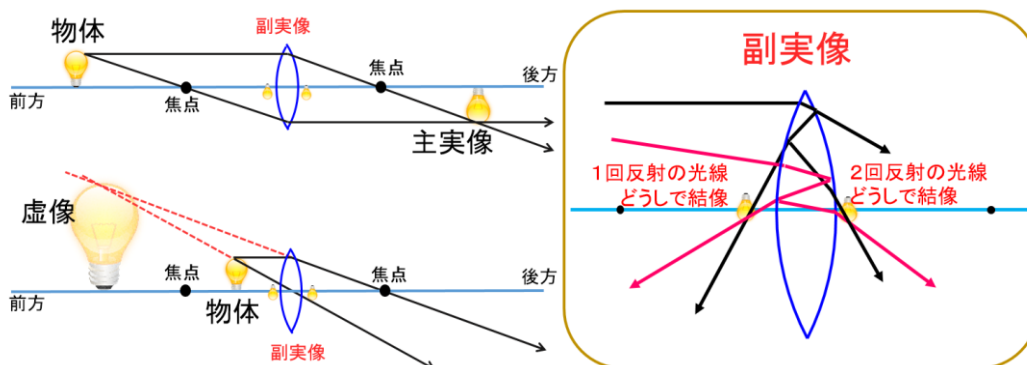 物体
副実像
焦点
後方
前方
焦点
主実像
虚像
焦点
焦点
後方
前方
物体
副実像
副実像
1回反射の光線
どうしで結像
2回反射の光線
どうしで結像